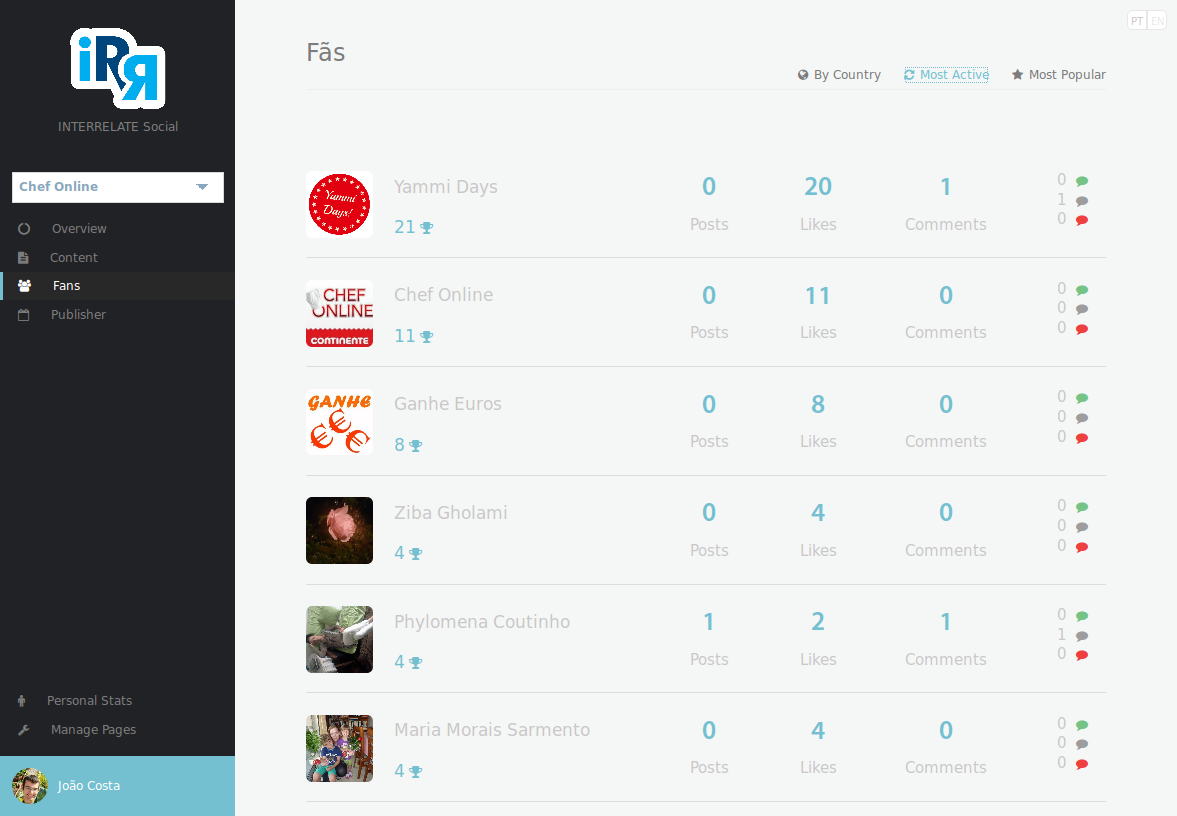 iRR
INTERRELATE Social
Chef Online
Overview
Content
Fans
Publisher
Personal Stats
Manage Pages
João Costa
PT EN
Fãs
By Country Most Active Most Popular
Yammi Days!
Yammi Days
21
0 20 1
Posts Likes Comments
0
1
0
CHEF ONLINE
CONTINENTE
Chef Online
11
0 11 0
Posts Likes Comments
0
0
0
GANHE
€€€
Ganhe Euros
8
0 8 0
Posts Likes Comments
0
0
0
Ziba Gholami
4
0 4 0
Posts Likes Comments
0
0
0
Phylomena Coutinho
4
1 2 1
Posts Likes Comments
0
1
0
Maria Morais Sarmento
4
0 4 0
Posts Likes Comments
0
0
0